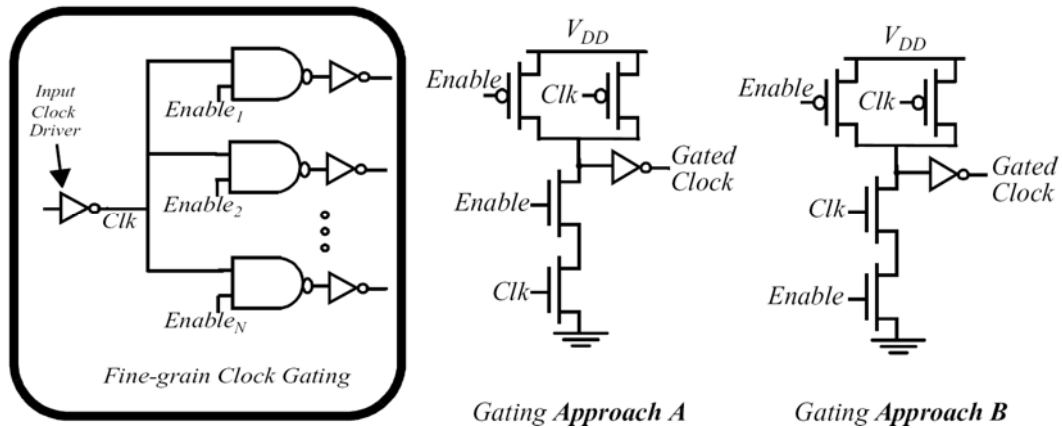 Input
Clock
Driver
Clk
Enable1
Enable2
EnableN
Fine-grain Clock Gating
VDD
Enable
Clk
Gated
Clock
Enable
Clk
Gating Approach A
VDD
Enable
Clk
Gated
Clock
Clk
Enable
Gating Approach B